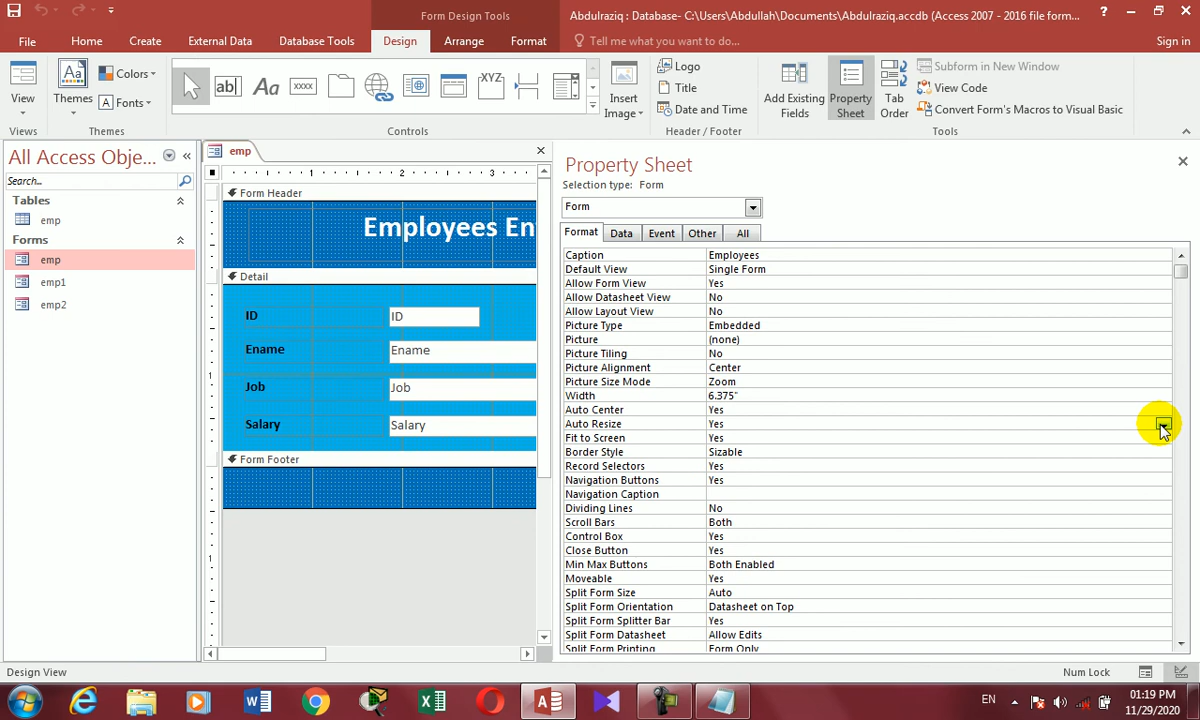 Form Design Tools
Abdulraziq : Database- C:\Users\Abdullah\Documents\Abdulraziq.accdb (Access 2007 - 2016 file form...
?
File
Home
Create
External Data
Database Tools
Design
Arrange
Format
Tell me what you want to do...
Sign in
View
Views
Aa
Themes
Colors
A Fonts
Themes
ab|
Aa
xxxx
XYZ
Controls
Insert Image
Logo
Title
Date and Time
Header / Footer
Add Existing Fields
Property Sheet
Tab Order
Subform in New Window
View Code
Convert Form's Macros to Visual Basic
Tools
All Access Obje...
Search...
Tables
emp
Forms
emp
emp1
emp2
emp
1 2 3
Form Header
Employees En
Detail
ID ID
Ename Ename
Job Job
Salary Salary
Form Footer
1
1
Property Sheet
Selection type: Form
Form
Format Data Event Other All
Caption Employees
Default View Single Form
Allow Form View Yes
Allow Datasheet View No
Allow Layout View No
Picture Type Embedded
Picture (none)
Picture Tiling No
Picture Alignment Center
Picture Size Mode Zoom
Width 6.375"
Auto Center Yes
Auto Resize Yes
Fit to Screen Yes
Border Style Sizable
Record Selectors Yes
Navigation Buttons Yes
Navigation Caption
Dividing Lines No
Scroll Bars Both
Control Box Yes
Close Button Yes
Min Max Buttons Both Enabled
Moveable Yes
Split Form Size Auto
Split Form Orientation Datasheet on Top
Split Form Splitter Bar Yes
Split Form Datasheet Allow Edits
Split Form Printing Form Only
Design View
Num Lock
EN
01:19 PM
11/29/2020